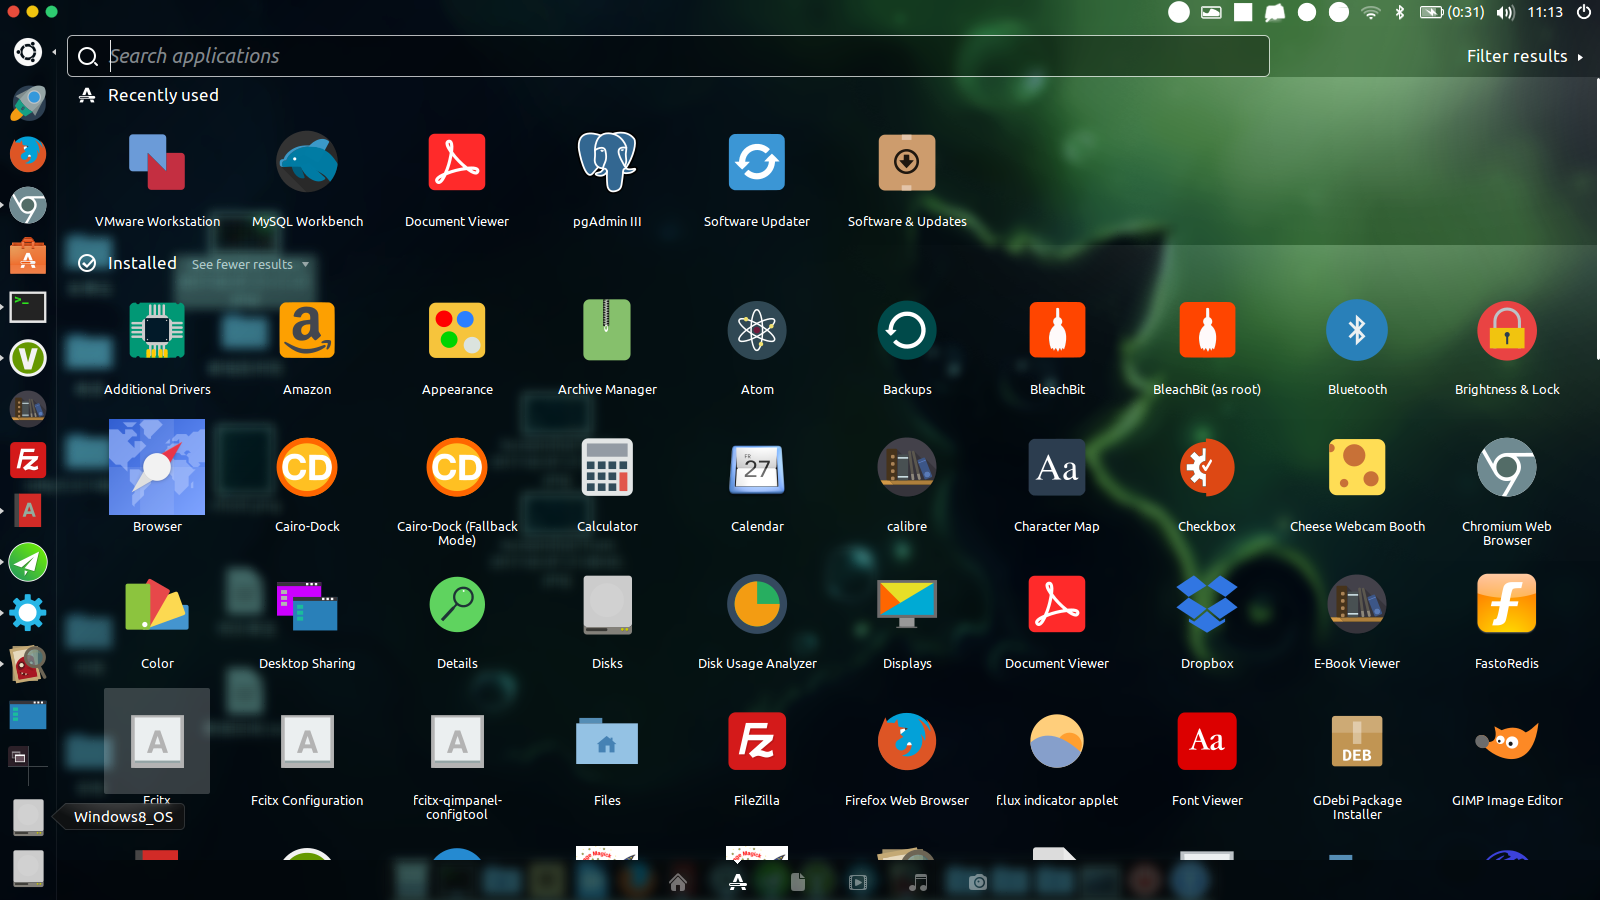 (0:31)
11:13
Search applications
Filter results
Recently used
VMware Workstation
MySQL Workbench
Document Viewer
pgAdmin III
Software Updater
Software & Updates
Installed
See fewer results
Additional Drivers
Amazon
Appearance
Archive Manager
Atom
Backups
BleachBit
BleachBit (as root)
Bluetooth
Brightness & Lock
CD
CD
FR
27
Aa
Browser
Cairo-Dock
Cairo-Dock (Fallback
Mode)
Calculator
Calendar
calibre
Character Map
Checkbox
Cheese Webcam Booth
Chromium Web
Browser
Color
Desktop Sharing
Details
Disks
Disk Usage Analyzer
Displays
Document Viewer
Dropbox
E-Book Viewer
FastoRedis
A
A
A
Fz
Aa
DEB
Fcitx
Fcitx Configuration
fcitx-qimpanel-
configtool
Files
FileZilla
Firefox Web Browser
f.lux indicator applet
Font Viewer
GDebi Package
Installer
GIMP Image Editor
Windows8_OS